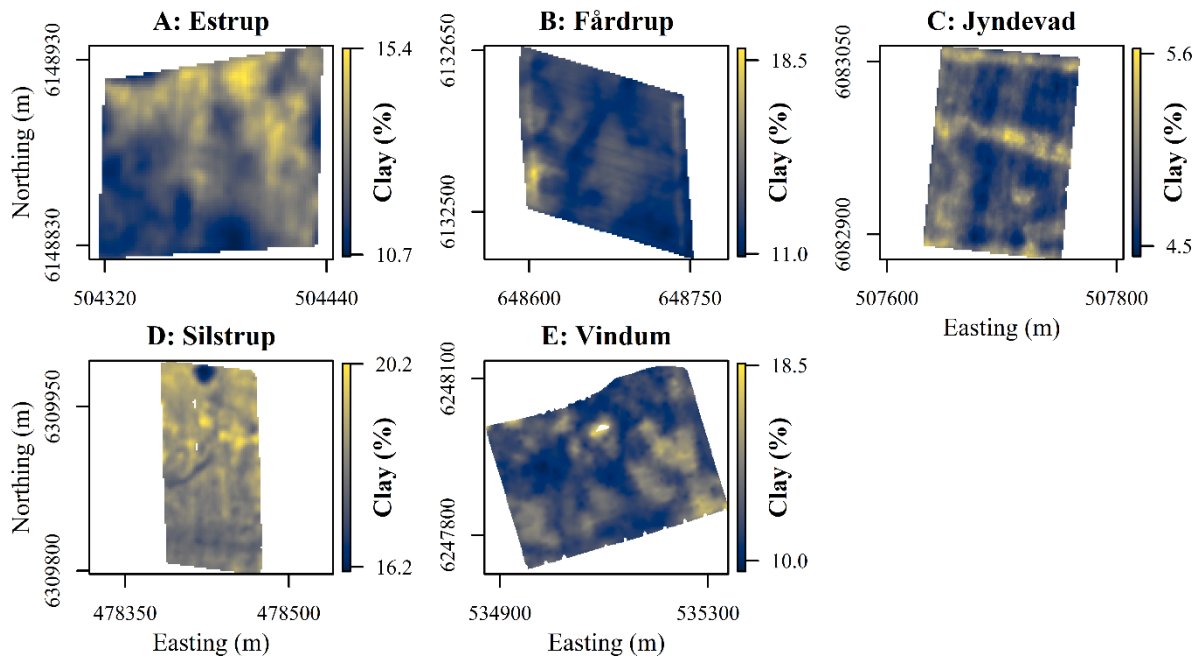 A: Estrup
B: Fårdrup
C: Jyndevad
Northing (m)
6148930
6148830
504320
504440
15.4
Clay (%)
10.7
6132650
6132500
648600
648750
18.5
Clay (%)
11.0
6083050
6082900
507600
507800
Easting (m)
5.6
Clay (%)
4.5
D: Silstrup
E: Vindum
Northing (m)
6309950
6309800
478350
478500
Easting (m)
20.2
Clay (%)
16.2
6248100
6247800
534900
535300
Easting (m)
18.5
Clay (%)
10.0